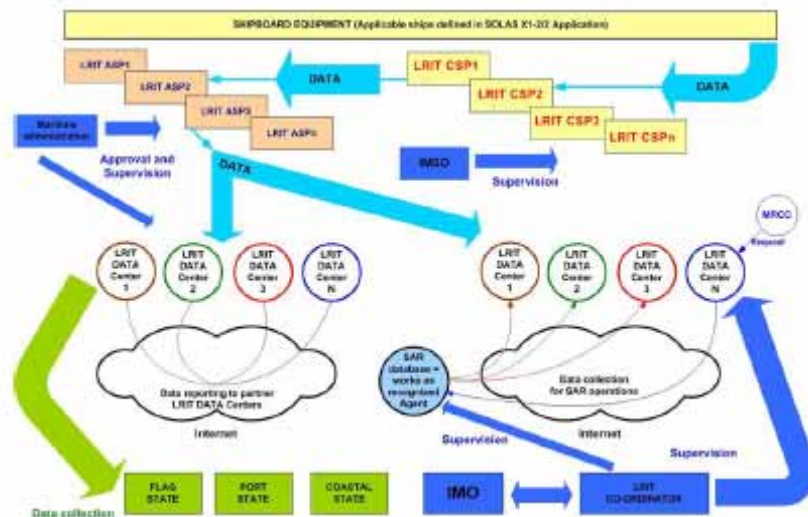 SHIPBOARD EQUIPMENT (Applicable ships defined in SOLAS X1-2/2 Application)
LRIT ASP1
LRIT ASP2
LRIT ASP3
LRIT ASPn
DATA
LRIT CSP1
LRIT CSP2
LRIT CSP3
LRIT CSPn
DATA
Maritime
administration
Approval and
Supervision
DATA
IMSO
Supervision
MRCC
Request
LRIT
DATA
Center
1
LRIT
DATA
Center
2
LRIT
DATA
Center
3
LRIT
DATA
Center
N
LRIT
DATA
Center
1
LRIT
DATA
Center
2
LRIT
DATA
Center
3
LRIT
DATA
Center
N
Data reporting to partner
LRIT DATA Centers
Internet
SAR
database =
works as
recognised
Agent
Data collection
for SAR operations
Internet
Supervision
Supervision
FLAG
STATE
PORT
STATE
COASTAL
STATE
IMO
LRIT
CO-ORDINATOR
Data collection